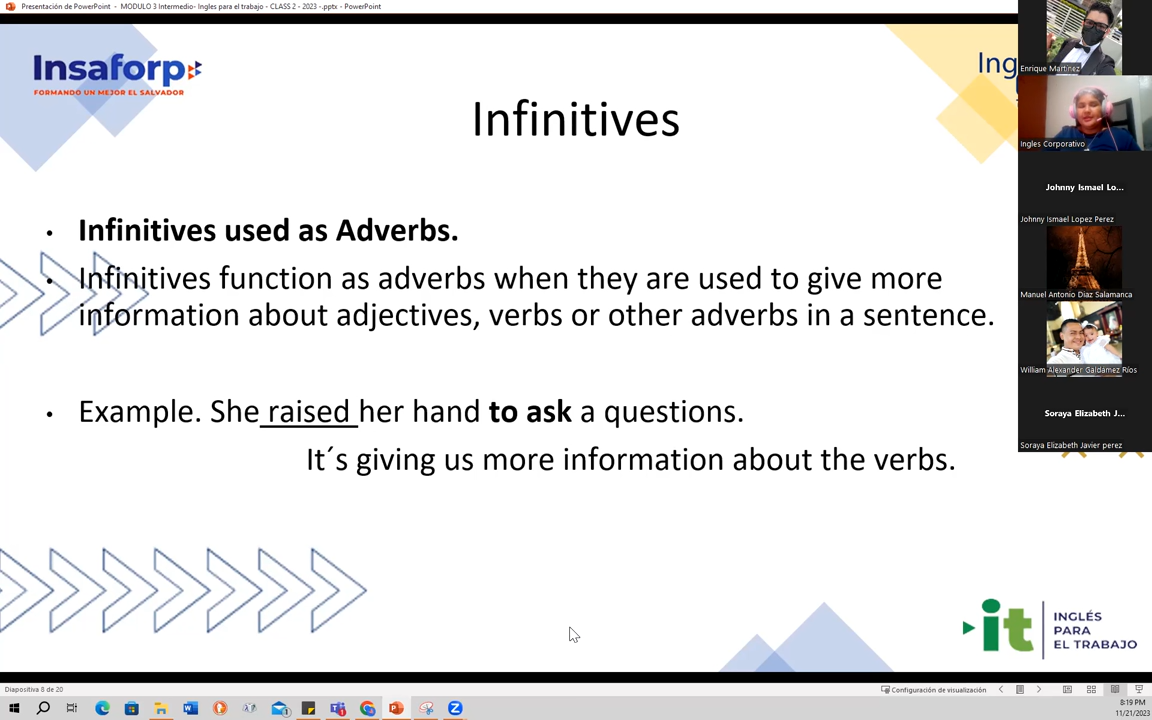 Presentación de PowerPoint - MODULO 3 Intermedio- Ingles para el trabajo - CLASS 2 - 2023 -.pptx - PowerPoint
Insaforp
FORMANDO UN MEJOR EL SALVADOR
Ing
Infinitives
• Infinitives used as Adverbs.
• Infinitives function as adverbs when they are used to give more
information about adjectives, verbs or other adverbs in a sentence.
• Example. She raised her hand to ask a questions.
It´s giving us more information about the verbs.
Enrique Martinez
Ingles Corporativo
Johnny Ismael Lo...
Johnny Ismael Lopez Perez
Manuel Antonio Diaz Salamanca
William Alexander Galdámez Ríos
Soraya Elizabeth J...
Soraya Elizabeth Javier perez
it
INGLÉS
PARA
EL TRABAJO
Diapositiva 8 de 20
Configuración de visualización
8:19 PM
11/21/2023